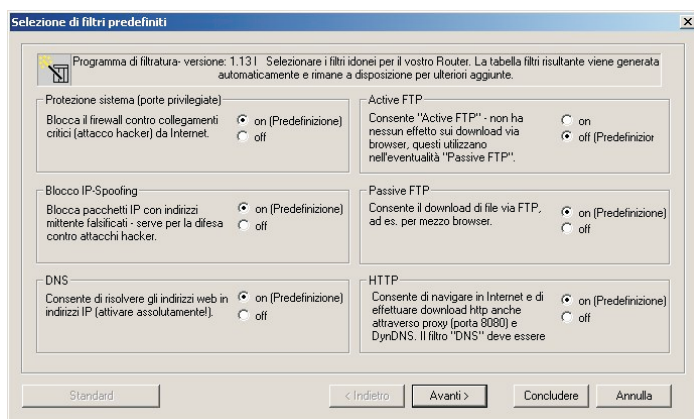 Selezione di filtri predefiniti
Programma di filtratura- versione: 1.13 I Selezionare i filtri idonei per il vostro Router. La tabella filtri risultante viene generata
automaticamente e rimane a disposizione per ulteriori aggiunte.
Protezione sistema (porte privilegiate)
Blocca il firewall contro collegamenti
critici (attacco hacker) da Internet.
on (Predefinizione)
off
Active FTP
Consente "Active FTP" - non ha
nessun effetto sui download via
browser, questi utilizzano
nell'eventualità "Passive FTP".
on
off (Predefinizior
Blocco IP-Spoofing
Blocca pacchetti IP con indirizzi
mittente falsificati - serve per la difesa
contro attacchi hacker.
on (Predefinizione)
off
Passive FTP
Consente il download di file via FTP,
ad es. per mezzo browser.
on (Predefinizione)
off
DNS
Consente di risolvere gli indirizzi web in
indirizzi IP (attivare assolutamente!).
on (Predefinizione)
off
HTTP
Consente di navigare in Internet e di
effettuare download http anche
attraverso proxy (porta 8080) e
DynDNS. Il filtro "DNS" deve essere
on (Predefinizione)
off
Standard
< Indietro
Avanti >
Concludere
Annulla